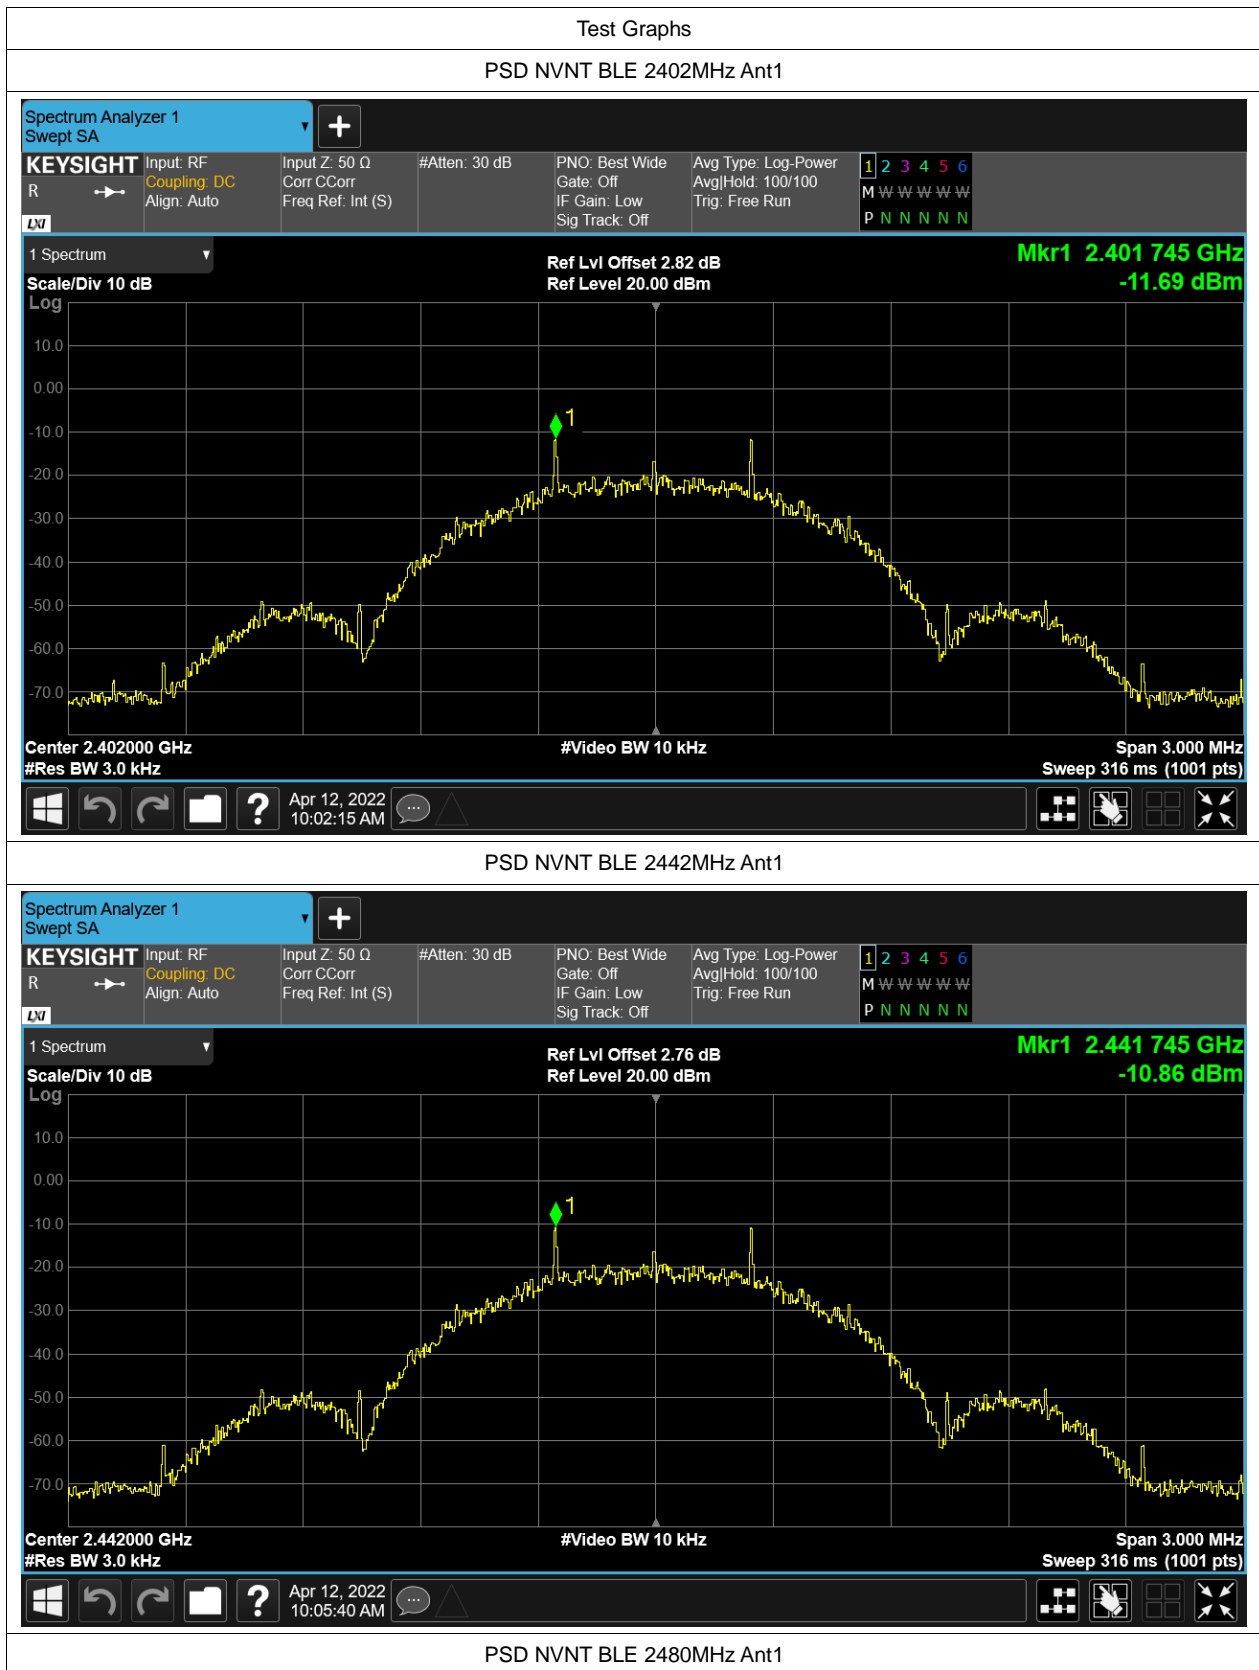 Test Graphs
PSD NVNT BLE 2402MHz Ant1
Spectrum Analyzer 1
Swept SA
KEYSIGHT
R
LXI
Input: RF
Coupling: DC
Align: Auto
Input Z: 50 Ω
Corr CCorr
Freq Ref: Int (S)
#Atten: 30 dB
PNO: Best Wide
Gate: Off
IF Gain: Low
Sig Track: Off
Avg Type: Log-Power
Avg|Hold: 100/100
Trig: Free Run
1 2 3 4 5 6
M W W W W W
P N N N N N
1 Spectrum
Scale/Div 10 dB
Ref Lvl Offset 2.82 dB
Ref Level 20.00 dBm
Mkr1 2.401 745 GHz
-11.69 dBm
Log
10.0
0.00
-10.0
-20.0
-30.0
-40.0
-50.0
-60.0
-70.0
1
Center 2.402000 GHz
#Res BW 3.0 kHz
#Video BW 10 kHz
Span 3.000 MHz
Sweep 316 ms (1001 pts)
?
Apr 12, 2022
10:02:15 AM
PSD NVNT BLE 2442MHz Ant1
Spectrum Analyzer 1
Swept SA
KEYSIGHT
R
LXI
Input: RF
Coupling: DC
Align: Auto
Input Z: 50 Ω
Corr CCorr
Freq Ref: Int (S)
#Atten: 30 dB
PNO: Best Wide
Gate: Off
IF Gain: Low
Sig Track: Off
Avg Type: Log-Power
Avg|Hold: 100/100
Trig: Free Run
1 2 3 4 5 6
M W W W W W
P N N N N N
1 Spectrum
Scale/Div 10 dB
Ref Lvl Offset 2.76 dB
Ref Level 20.00 dBm
Mkr1 2.441 745 GHz
-10.86 dBm
Log
10.0
0.00
-10.0
-20.0
-30.0
-40.0
-50.0
-60.0
-70.0
1
Center 2.442000 GHz
#Res BW 3.0 kHz
#Video BW 10 kHz
Span 3.000 MHz
Sweep 316 ms (1001 pts)
?
Apr 12, 2022
10:05:40 AM
PSD NVNT BLE 2480MHz Ant1